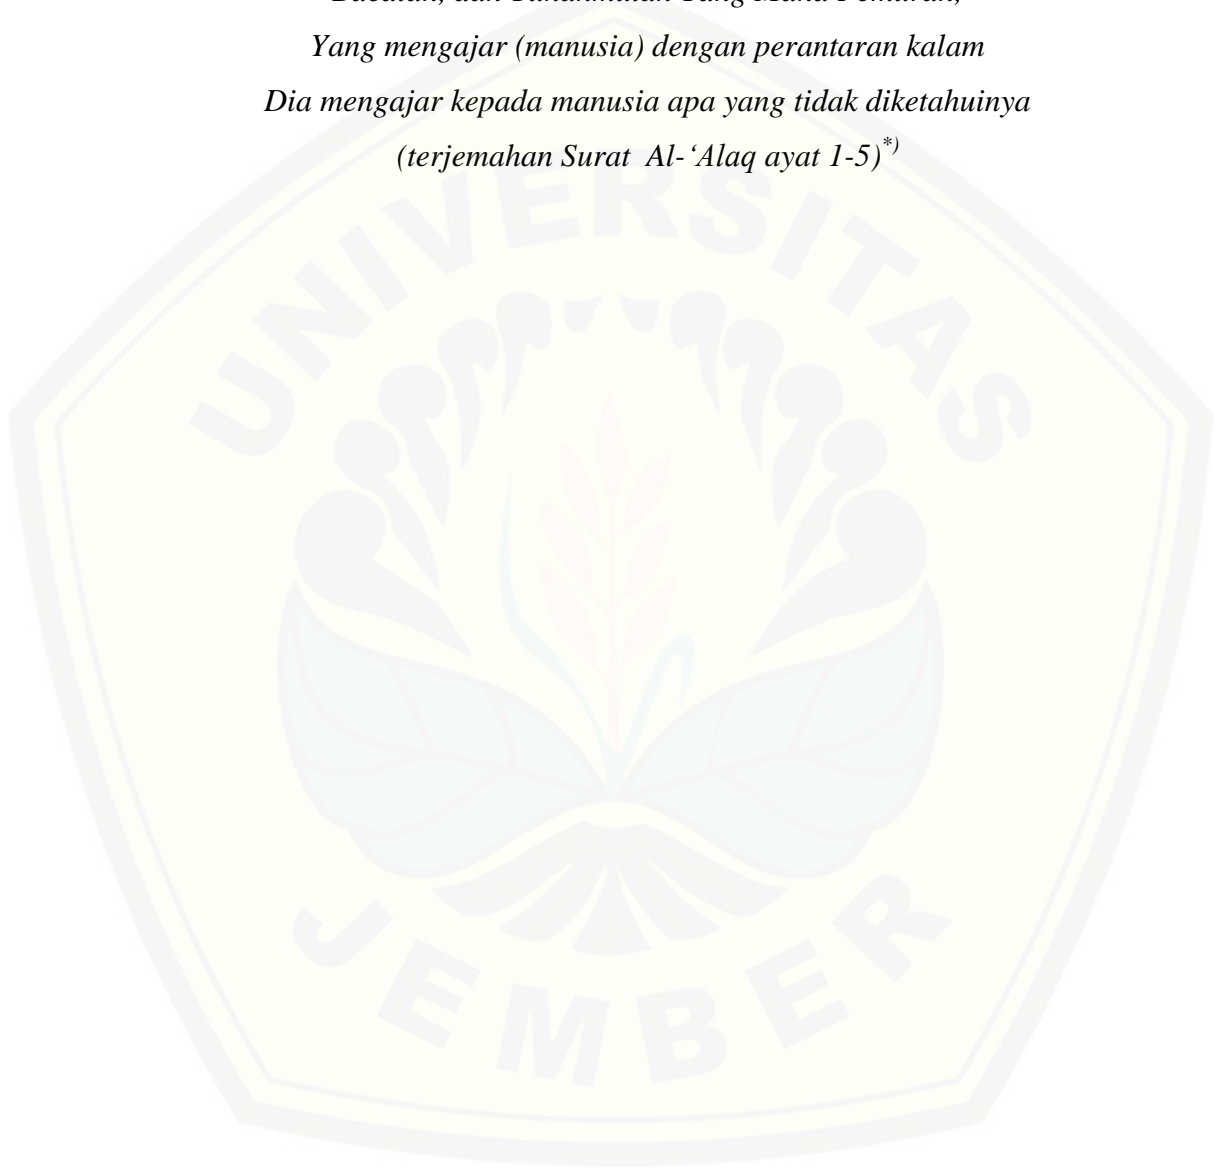 Yang mengajar (manusia) dengan perantaran kalam
Dia mengajar kepada manusia apa yang tidak diketahuinya
(terjemahan Surat Al-‘Alaq ayat 1-5)*)
UNIVERSITAS
JEMBER